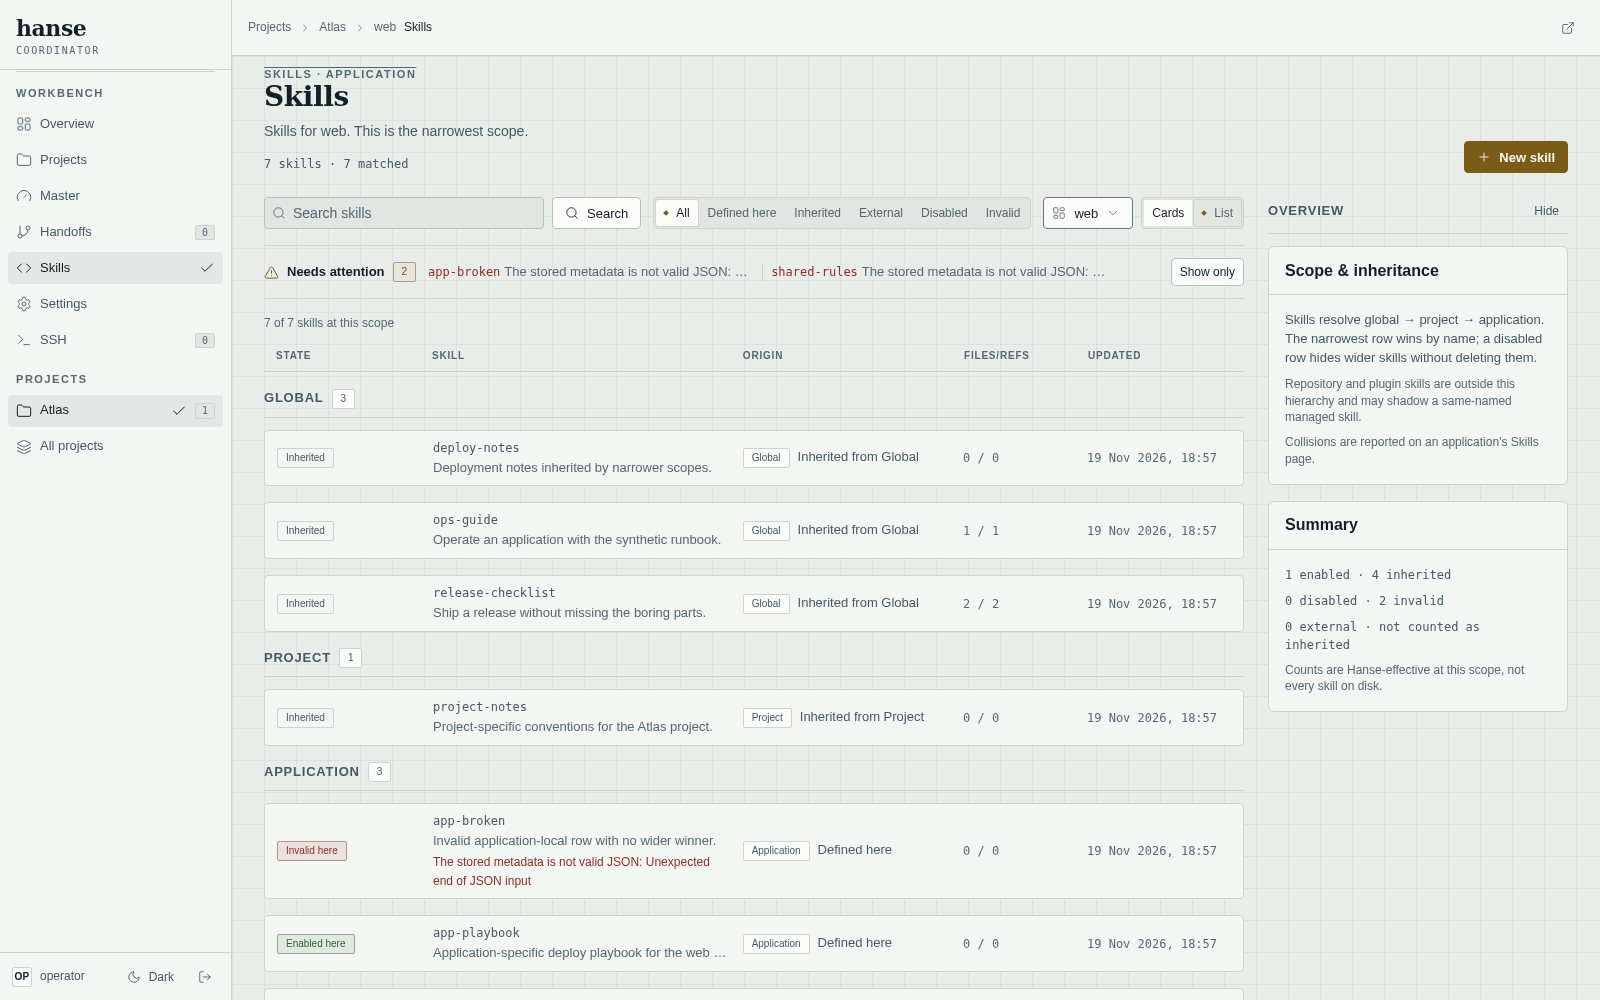 hanse
COORDINATOR
WORKBENCH
Overview
Projects
Master
Handoffs 0
Skills
Settings
SSH 0
PROJECTS
Atlas 1
All projects
OP operator Dark
Projects Atlas web Skills
SKILLS · APPLICATION
Skills
Skills for web. This is the narrowest scope.
7 skills · 7 matched
New skill
Search skills Search All Defined here Inherited External Disabled Invalid web Cards List
Needs attention 2 app-broken The stored metadata is not valid JSON: … shared-rules The stored metadata is not valid JSON: … Show only
7 of 7 skills at this scope
STATE SKILL ORIGIN FILES/REFS UPDATED
GLOBAL 3
deploy-notes
Inherited Global Inherited from Global 0 / 0 19 Nov 2026, 18:57
Deployment notes inherited by narrower scopes.
ops-guide
Inherited Global Inherited from Global 1 / 1 19 Nov 2026, 18:57
Operate an application with the synthetic runbook.
release-checklist
Inherited Global Inherited from Global 2 / 2 19 Nov 2026, 18:57
Ship a release without missing the boring parts.
PROJECT 1
project-notes
Inherited Project Inherited from Project 0 / 0 19 Nov 2026, 18:57
Project-specific conventions for the Atlas project.
APPLICATION 3
app-broken
Invalid application-local row with no wider winner.
Invalid here Application Defined here 0 / 0 19 Nov 2026, 18:57
The stored metadata is not valid JSON: Unexpected
end of JSON input
app-playbook
Enabled here Application Defined here 0 / 0 19 Nov 2026, 18:57
Application-specific deploy playbook for the web …
OVERVIEW Hide
Scope & inheritance
Skills resolve global → project → application.
The narrowest row wins by name; a disabled
row hides wider skills without deleting them.
Repository and plugin skills are outside this
hierarchy and may shadow a same-named
managed skill.
Collisions are reported on an application's Skills
page.
Summary
1 enabled · 4 inherited
0 disabled · 2 invalid
0 external · not counted as
inherited
Counts are Hanse-effective at this scope, not
every skill on disk.